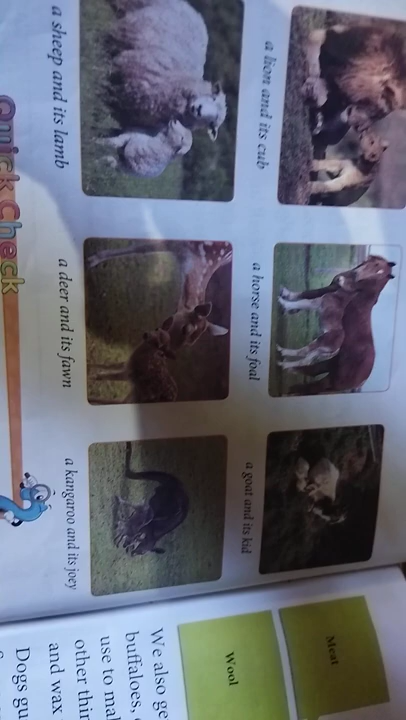 a lion and its cub
a horse and its foal
a goat and its kid
a sheep and its lamb
a deer and its fawn
a kangaroo and its joey
Quick Check
Meat
Wool
We also ge
buffaloes,
use to ma
other thin
and wax
Dogs gu